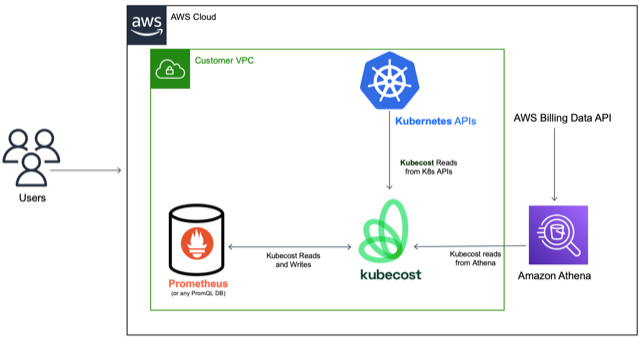 aws
AWS Cloud
Customer VPC
Kubernetes APIs
AWS Billing Data API
Kubecost Reads
from K8s APIs
Users
Kubecost Reads
and Writes
kubecost
Kubecost reads
from Athena
Amazon Athena
Prometheus
(or any PromQL DB)